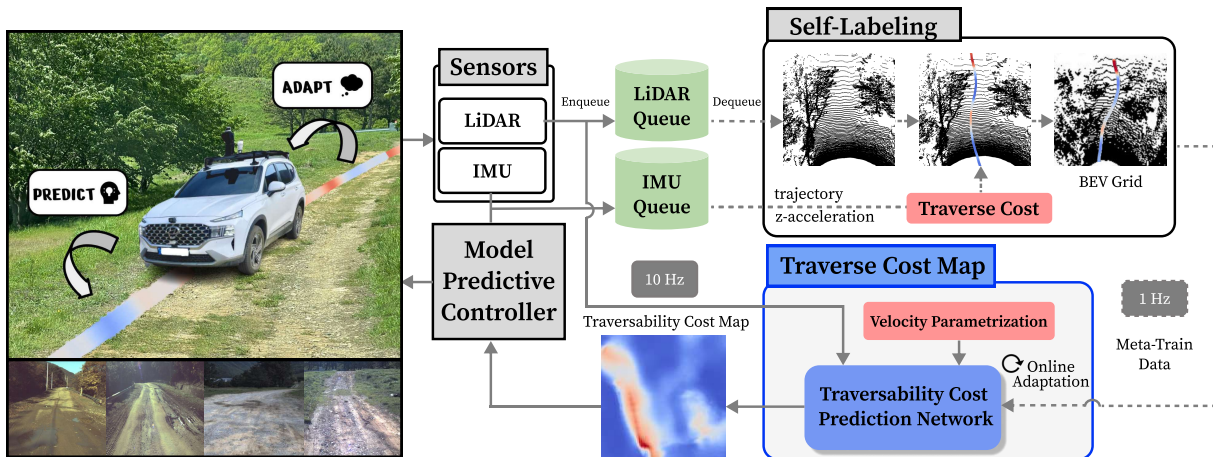 ADAPT
PREDICT
Sensors
LiDAR
IMU
Model
Predictive
Controller
Enqueue
LiDAR
Queue
IMU
Queue
Dequeue
Self-Labeling
BEV Grid
trajectory
z-acceleration
Traverse Cost
10 Hz
Traversability Cost Map
Traverse Cost Map
Velocity Parametrization
Online
Adaptation
Traversability Cost
Prediction Network
1 Hz
Meta-Train
Data